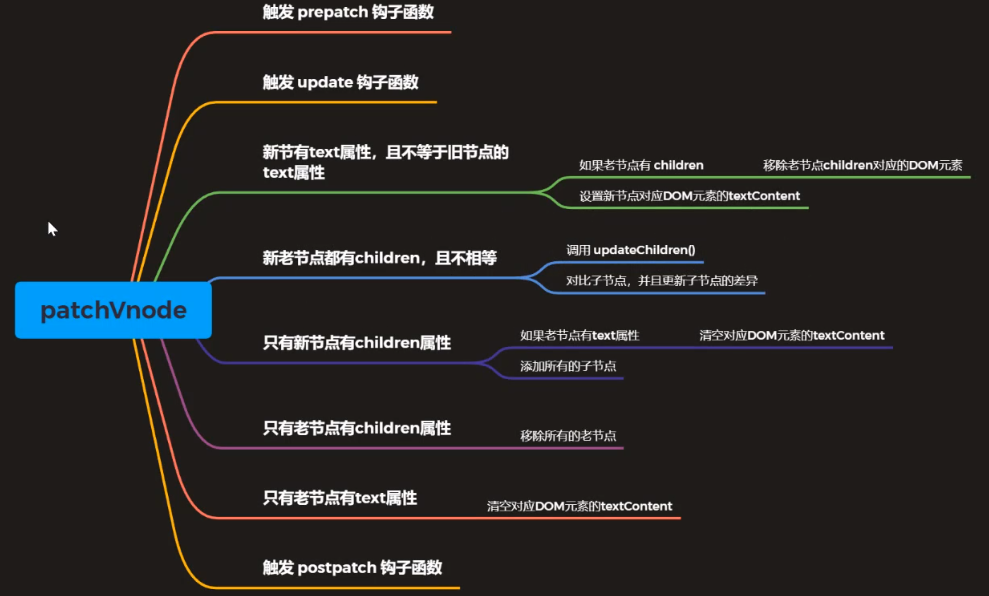 触发 prepatch 钩子函数
触发 update 钩子函数
新节有text属性，且不等于旧节点的
text属性
如果老节点有 children
移除老节点children对应的DOM元素
设置新节点对应DOM元素的textContent
新老节点都有children，且不相等
调用 updateChildren()
对比子节点，并且更新子节点的差异
patchVnode
只有新节点有children属性
如果老节点有text属性
清空对应DOM元素的textContent
添加所有的子节点
只有老节点有children属性
移除所有的老节点
只有老节点有text属性
清空对应DOM元素的textContent
触发 postpatch 钩子函数